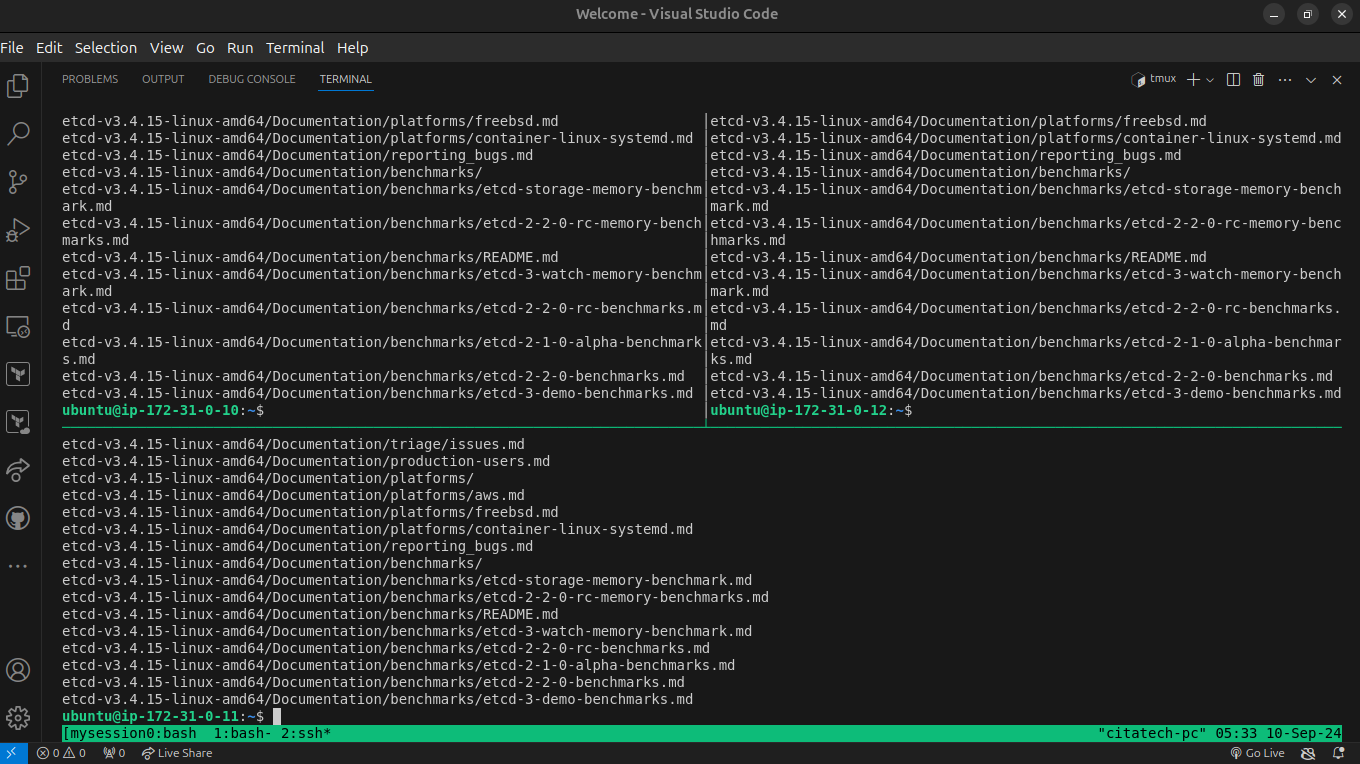 Welcome - Visual Studio Code
File Edit Selection View Go Run Terminal Help
PROBLEMS OUTPUT DEBUG CONSOLE TERMINAL
tmux
etcd-v3.4.15-linux-amd64/Documentation/platforms/freebsd.md
etcd-v3.4.15-linux-amd64/Documentation/platforms/container-linux-systemd.md
etcd-v3.4.15-linux-amd64/Documentation/reporting_bugs.md
etcd-v3.4.15-linux-amd64/Documentation/benchmarks/
etcd-v3.4.15-linux-amd64/Documentation/benchmarks/etcd-storage-memory-benchm
ark.md
etcd-v3.4.15-linux-amd64/Documentation/benchmarks/etcd-2-2-0-rc-memory-bench
marks.md
etcd-v3.4.15-linux-amd64/Documentation/benchmarks/README.md
etcd-v3.4.15-linux-amd64/Documentation/benchmarks/etcd-3-watch-memory-benchm
ark.md
etcd-v3.4.15-linux-amd64/Documentation/benchmarks/etcd-2-2-0-rc-benchmarks.m
d
etcd-v3.4.15-linux-amd64/Documentation/benchmarks/etcd-2-1-0-alpha-benchmark
s.md
etcd-v3.4.15-linux-amd64/Documentation/benchmarks/etcd-2-2-0-benchmarks.md
etcd-v3.4.15-linux-amd64/Documentation/benchmarks/etcd-3-demo-benchmarks.md
ubuntu@ip-172-31-0-10:~$
etcd-v3.4.15-linux-amd64/Documentation/platforms/freebsd.md
etcd-v3.4.15-linux-amd64/Documentation/platforms/container-linux-systemd.md
etcd-v3.4.15-linux-amd64/Documentation/reporting_bugs.md
etcd-v3.4.15-linux-amd64/Documentation/benchmarks/
etcd-v3.4.15-linux-amd64/Documentation/benchmarks/etcd-storage-memory-bench
mark.md
etcd-v3.4.15-linux-amd64/Documentation/benchmarks/etcd-2-2-0-rc-memory-benc
hmarks.md
etcd-v3.4.15-linux-amd64/Documentation/benchmarks/README.md
etcd-v3.4.15-linux-amd64/Documentation/benchmarks/etcd-3-watch-memory-bench
mark.md
etcd-v3.4.15-linux-amd64/Documentation/benchmarks/etcd-2-2-0-rc-benchmarks.
md
etcd-v3.4.15-linux-amd64/Documentation/benchmarks/etcd-2-1-0-alpha-benchmar
ks.md
etcd-v3.4.15-linux-amd64/Documentation/benchmarks/etcd-2-2-0-benchmarks.md
etcd-v3.4.15-linux-amd64/Documentation/benchmarks/etcd-3-demo-benchmarks.md
ubuntu@ip-172-31-0-12:~$
etcd-v3.4.15-linux-amd64/Documentation/triage/issues.md
etcd-v3.4.15-linux-amd64/Documentation/production-users.md
etcd-v3.4.15-linux-amd64/Documentation/platforms/
etcd-v3.4.15-linux-amd64/Documentation/platforms/aws.md
etcd-v3.4.15-linux-amd64/Documentation/platforms/freebsd.md
etcd-v3.4.15-linux-amd64/Documentation/platforms/container-linux-systemd.md
etcd-v3.4.15-linux-amd64/Documentation/reporting_bugs.md
etcd-v3.4.15-linux-amd64/Documentation/benchmarks/
etcd-v3.4.15-linux-amd64/Documentation/benchmarks/etcd-storage-memory-benchmark.md
etcd-v3.4.15-linux-amd64/Documentation/benchmarks/etcd-2-2-0-rc-memory-benchmarks.md
etcd-v3.4.15-linux-amd64/Documentation/benchmarks/README.md
etcd-v3.4.15-linux-amd64/Documentation/benchmarks/etcd-3-watch-memory-benchmark.md
etcd-v3.4.15-linux-amd64/Documentation/benchmarks/etcd-2-2-0-rc-benchmarks.md
etcd-v3.4.15-linux-amd64/Documentation/benchmarks/etcd-2-1-0-alpha-benchmarks.md
etcd-v3.4.15-linux-amd64/Documentation/benchmarks/etcd-2-2-0-benchmarks.md
etcd-v3.4.15-linux-amd64/Documentation/benchmarks/etcd-3-demo-benchmarks.md
ubuntu@ip-172-31-0-11:~$
[mysession0:bash  1:bash- 2:ssh* "citatech-pc" 05:33 10-Sep-24
0 0 0 Live Share Go Live